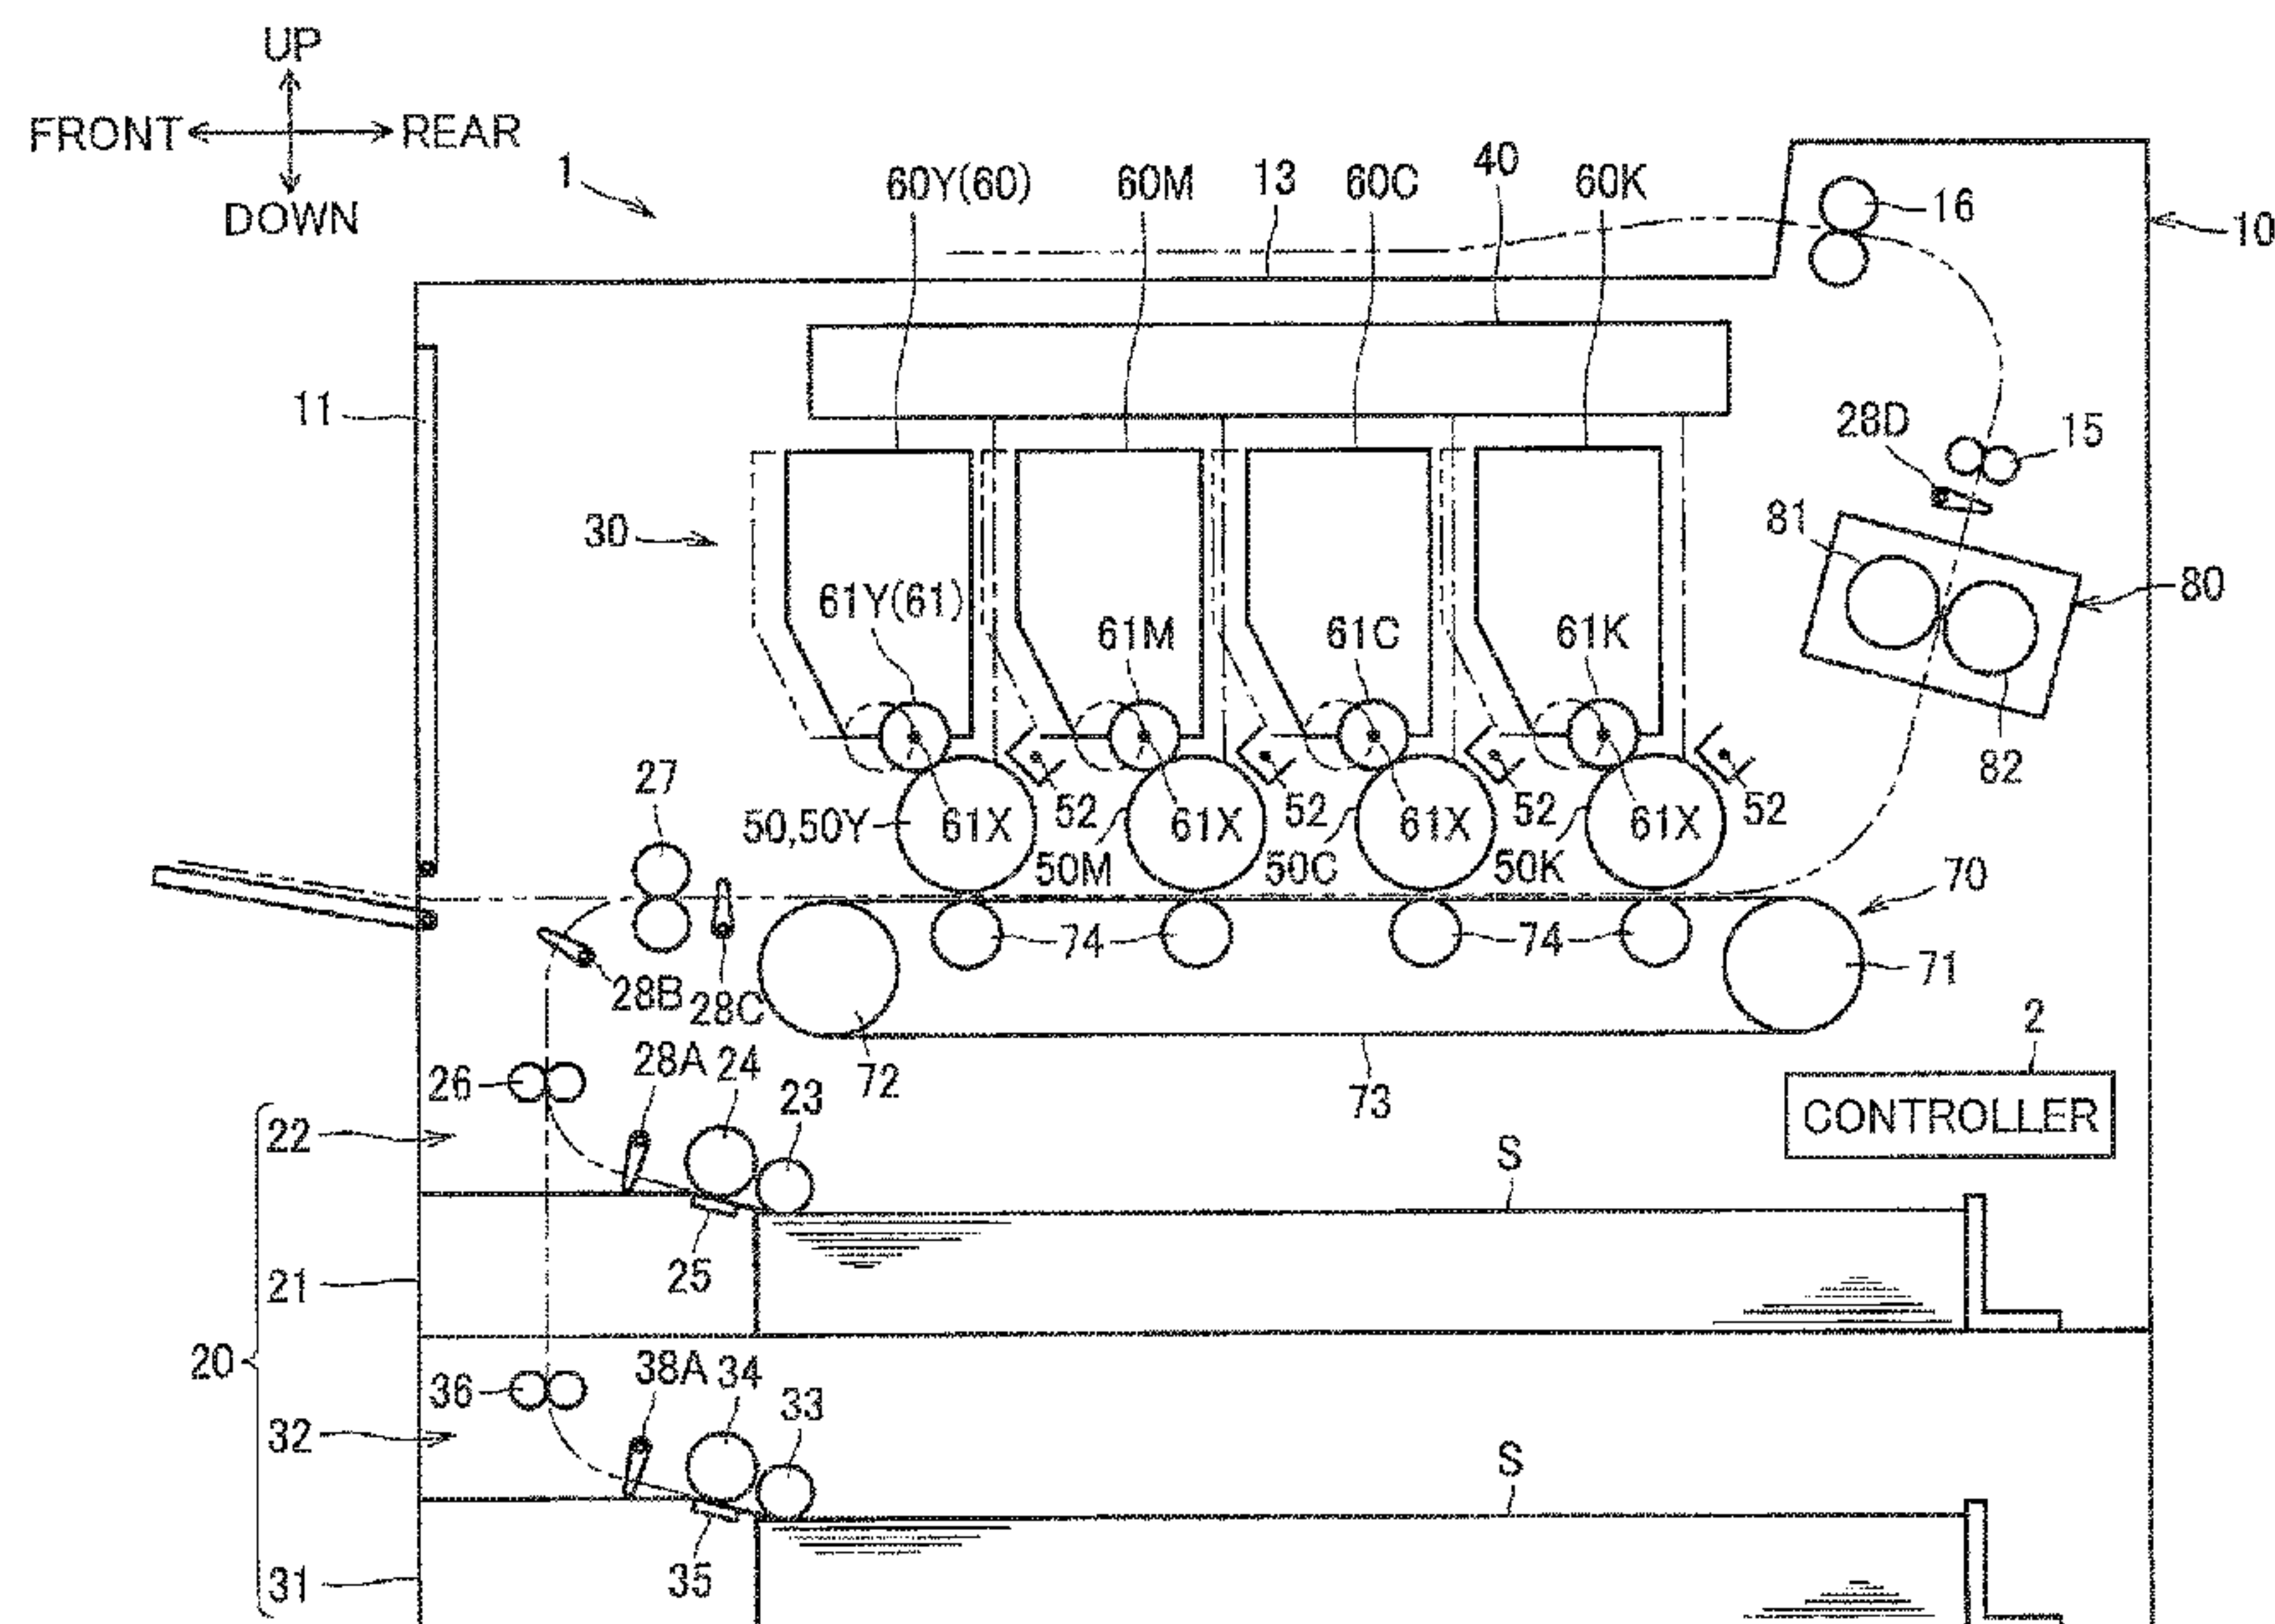 UP
FRONT REAR
DOWN
1
60Y(60) 60M 13 60C 40 60K
16
10
11
28D 15
30
81
80
61Y(61) 61M 61C 61K
82
27
50,50Y 61X 52 61X 52 61X 52 61X 52
50M 50C 50K
70
74 74
71
28B 28C
2
26 28A 24 23 72 73
CONTROLLER
22
S
25
21
20
36 38A 34 33
32
S
35
31